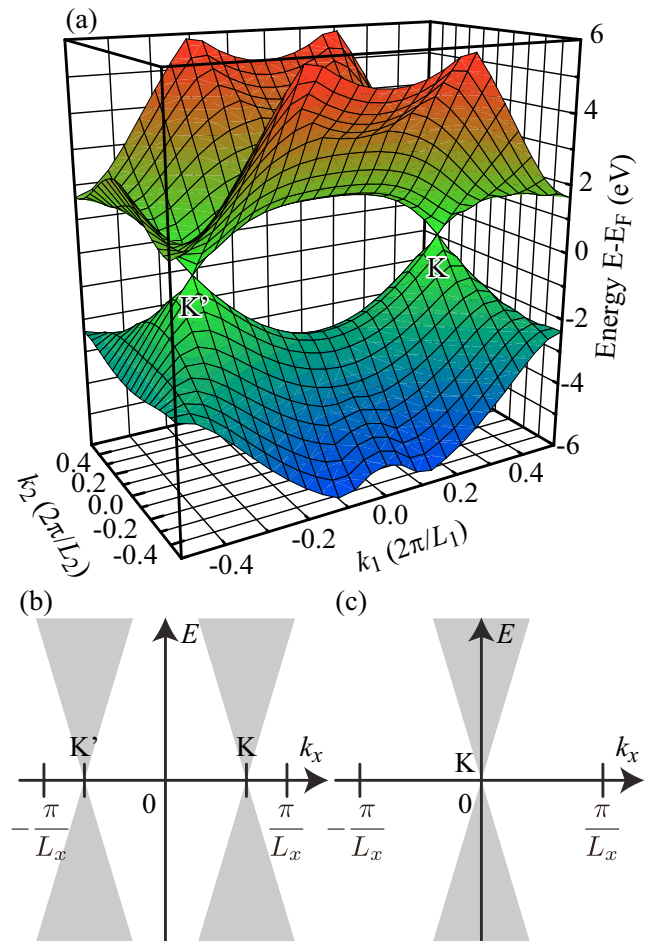 (a)
6
4
2
0
-2
-4
-6
Energy E-E_F (eV)
K
K'
0.4
0.2
0.0
-0.2
-0.4
k_2 (2π/L_2)
-0.4
-0.2
0.0
0.2
0.4
k_1 (2π/L_1)
(b)
E
K'
K
k_x
0
-π/L_x
π/L_x
(c)
E
K
k_x
0
-π/L_x
π/L_x